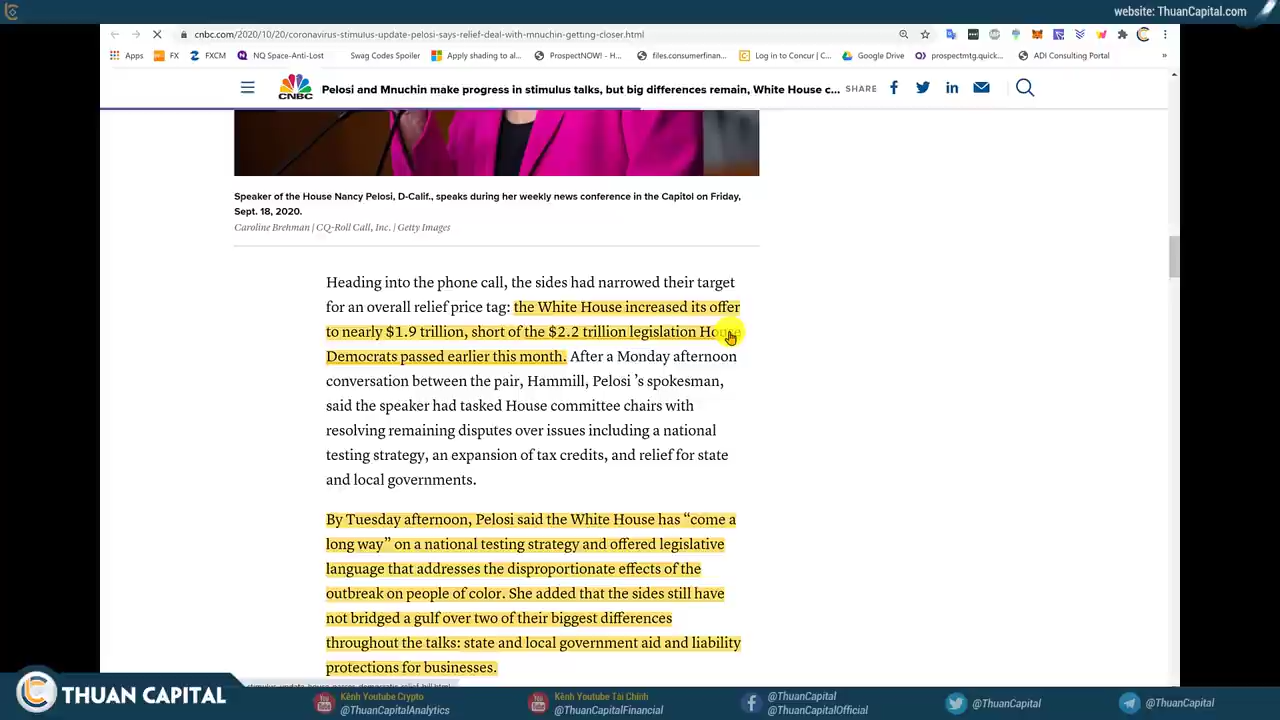 website: ThuanCapital.com
cnbc.com/2020/10/20/coronavirus-stimulus-update-pelosi-says-relief-deal-with-mnuchin-getting-closer.html
Apps FX FXCM NQ Space-Anti-Lost Swag Codes Spoiler Apply shading to al... ProspectNOW! - H... files.consumerfinan... Log in to Concur | C... Google Drive prospectmtg.quick... ADI Consulting Portal »
CNBC Pelosi and Mnuchin make progress in stimulus talks, but big differences remain, White House c... SHARE
Speaker of the House Nancy Pelosi, D-Calif., speaks during her weekly news conference in the Capitol on Friday,
Sept. 18, 2020.
Caroline Brehman | CQ-Roll Call, Inc. | Getty Images
Heading into the phone call, the sides had narrowed their target
for an overall relief price tag: the White House increased its offer
to nearly $1.9 trillion, short of the $2.2 trillion legislation House
Democrats passed earlier this month. After a Monday afternoon
conversation between the pair, Hammill, Pelosi ’s spokesman,
said the speaker had tasked House committee chairs with
resolving remaining disputes over issues including a national
testing strategy, an expansion of tax credits, and relief for state
and local governments.
By Tuesday afternoon, Pelosi said the White House has “come a
long way” on a national testing strategy and offered legislative
language that addresses the disproportionate effects of the
outbreak on people of color. She added that the sides still have
not bridged a gulf over two of their biggest differences
throughout the talks: state and local government aid and liability
protections for businesses.
THUAN CAPITAL
Kênh Youtube Crypto
@ThuanCapitalAnalytics
Kênh Youtube Tài Chính
@ThuanCapitalFinancial
@ThuanCapital
@ThuanCapitalOfficial
@ThuanCapital
@ThuanCapital